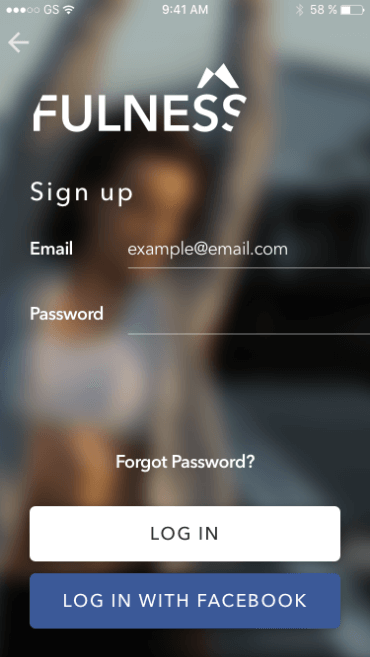 GS 9:41 AM 58 %
FULNESS
Sign up
Email example@email.com
Password
Forgot Password?
LOG IN
LOG IN WITH FACEBOOK